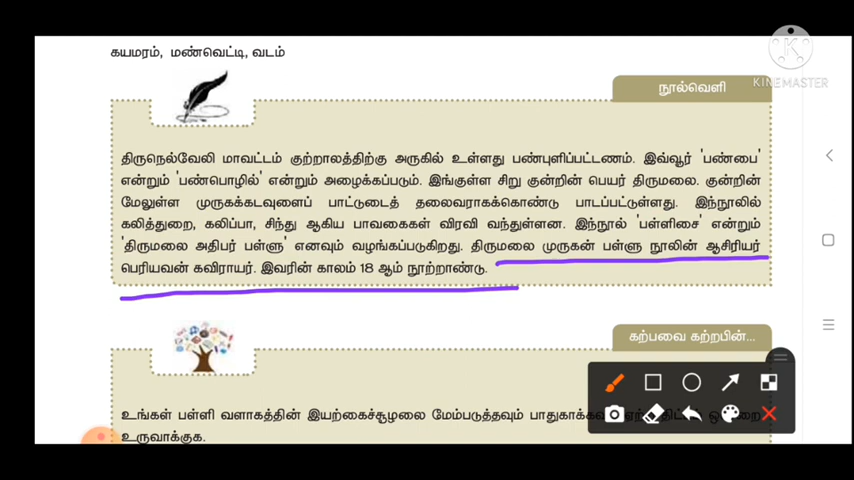 கயமரம், மண்வெட்டி, வடம்
KINEMASTER
நூல்வெளி
திருநெல்வேலி மாவட்டம் குற்றாலத்திற்கு அருகில் உள்ளது பண்புளிப்பட்டணம். இவ்வூர் 'பண்பை'
என்றும் 'பண்பொழில்' என்றும் அழைக்கப்படும். இங்குள்ள சிறு குன்றின் பெயர் திருமலை. குன்றின்
மேலுள்ள முருகக்கடவுளைப் பாட்டுடைத் தலைவராகக்கொண்டு பாடப்பட்டுள்ளது. இந்நூலில்
கலித்துறை, கலிப்பா, சிந்து ஆகிய பாவகைகள் விரவி வந்துள்ளன. இந்நூல் 'பள்ளிசை' என்றும்
'திருமலை அதிபர் பள்ளு' எனவும் வழங்கப்படுகிறது. திருமலை முருகன் பள்ளு நூலின் ஆசிரியர்
பெரியவன் கவிராயர். இவரின் காலம் 18 ஆம் நூற்றாண்டு.
கற்பவை கற்றபின்...
உங்கள் பள்ளி வளாகத்தின் இயற்கைச்சூழலை மேம்படுத்தவும்
உருவாக்குக.